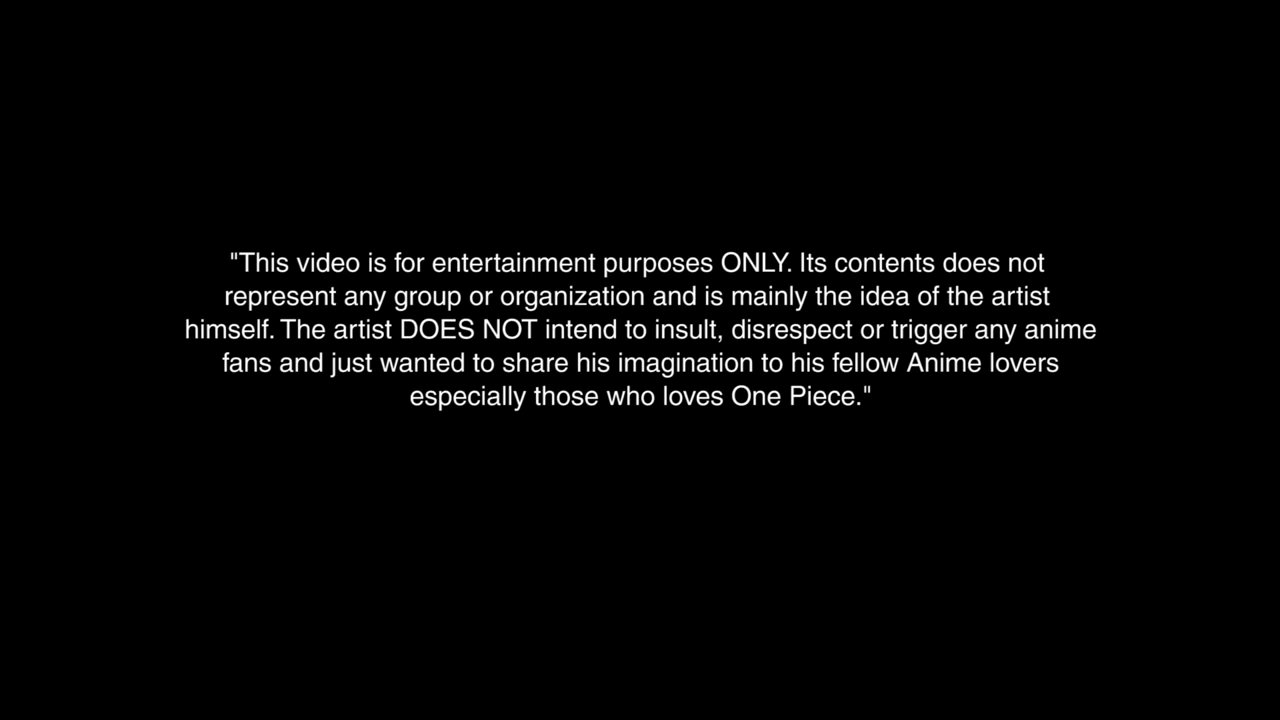 "This video is for entertainment purposes ONLY. Its contents does not
represent any group or organization and is mainly the idea of the artist
himself. The artist DOES NOT intend to insult, disrespect or trigger any anime
fans and just wanted to share his imagination to his fellow Anime lovers
especially those who loves One Piece."